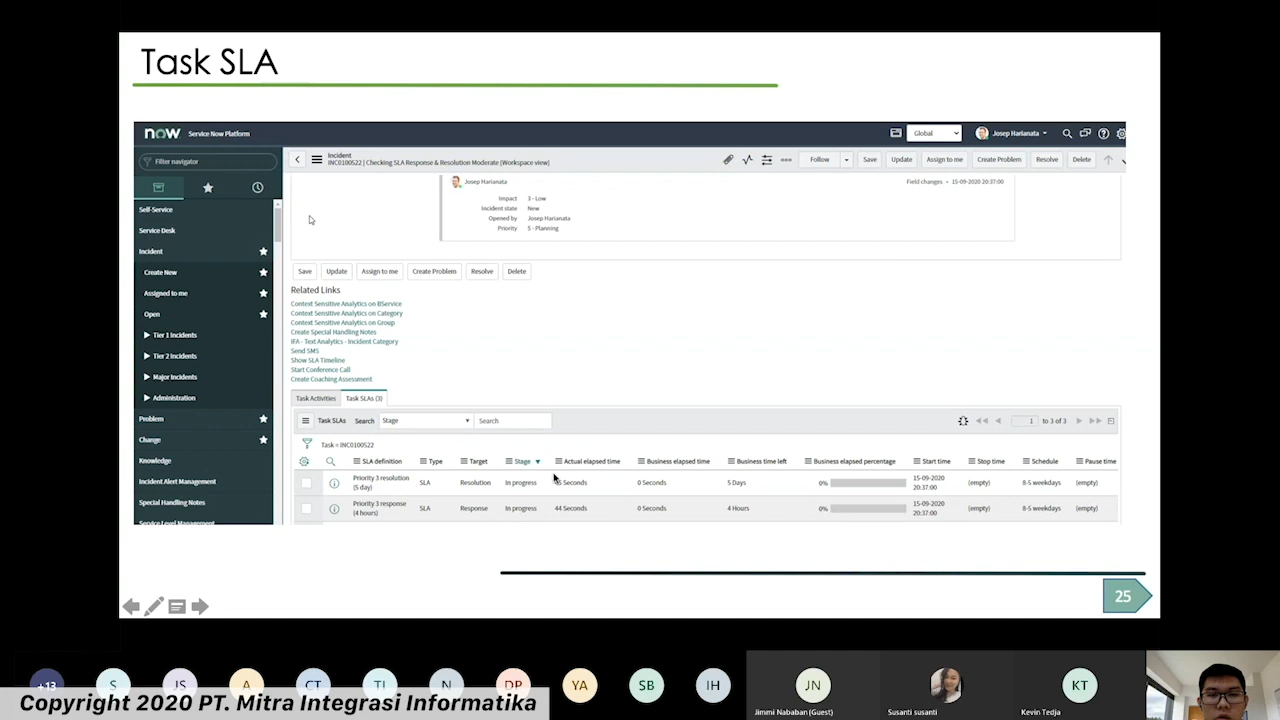 Task SLA
now Service Now Platform
Global
Josep Harianata
Filter navigator
Incident
INC0100522 | Checking SLA Response & Resolution Moderate (Workspace view)
Follow Save Update Assign to me Create Problem Resolve Delete
Josep Harianata
Field changes • 15-09-2020 20:37:00
Impact 3 - Low
Incident state New
Opened by Josep Harianata
Priority 5 - Planning
Self-Service
Service Desk
Incident
Create New
Assigned to me
Open
Tier 1 Incidents
Tier 2 Incidents
Major Incidents
Administration
Problem
Change
Knowledge
Incident Alert Management
Special Handling Notes
Service Level Management
Save Update Assign to me Create Problem Resolve Delete
Related Links
Context Sensitive Analytics on BService
Context Sensitive Analytics on Category
Context Sensitive Analytics on Group
Create Special Handling Notes
IFA - Text Analytics - Incident Category
Send SMS
Show SLA Timeline
Start Conference Call
Create Coaching Assessment
Task Activities Task SLAs (3)
Task SLAs Search Stage Search 1 to 3 of 3
Task = INC0100522
SLA definition Type Target Stage Actual elapsed time Business elapsed time Business time left Business elapsed percentage Start time Stop time Schedule Pause time
Priority 3 resolution (5 day) SLA Resolution In progress Seconds 0 Seconds 5 Days 0% 15-09-2020 20:37:00 (empty) 8-5 weekdays (empty)
Priority 3 response (4 hours) SLA Response In progress 44 Seconds 0 Seconds 4 Hours 0% 15-09-2020 20:37:00 (empty) 8-5 weekdays (empty)
25
+13 S JS A CT TI N DP YA SB IH JN KT
Jimmi Nababan (Guest) Susanti susanti Kevin Tedja
Copyright 2020 PT. Mitra Integrasi Informatika